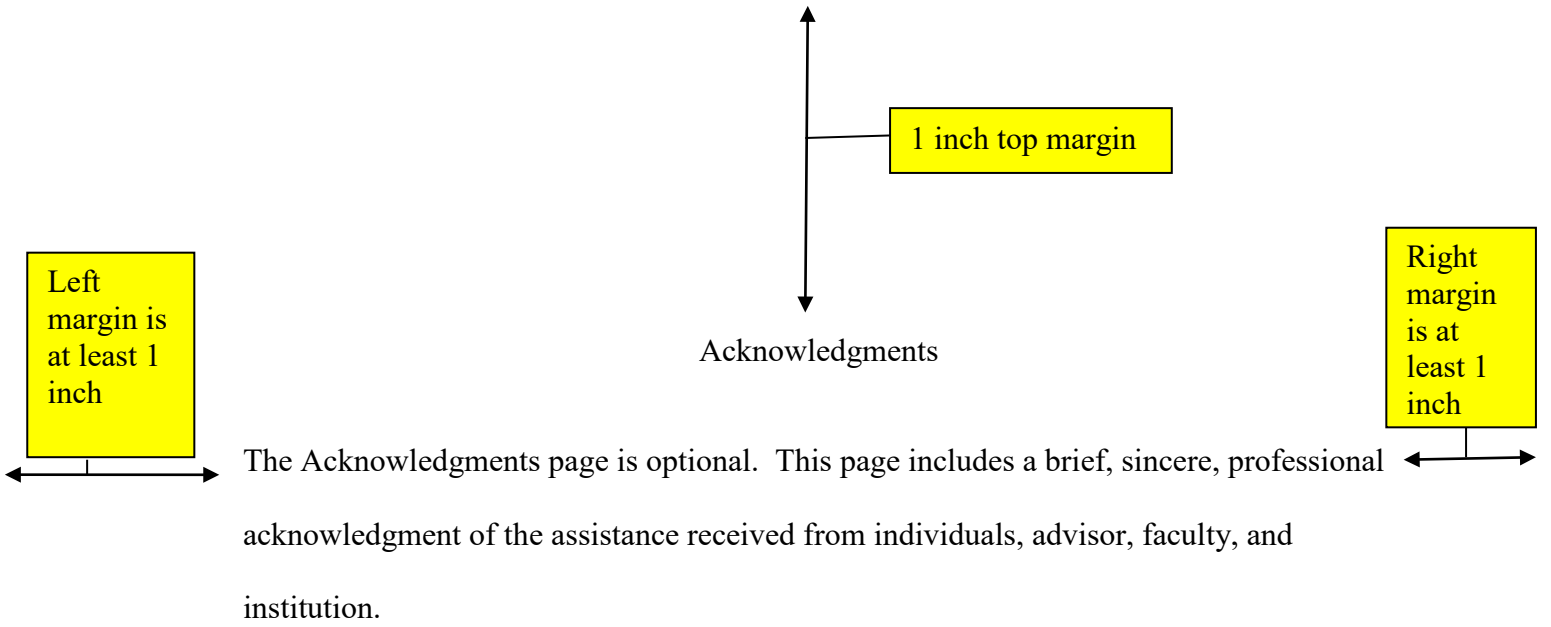 1 inch top margin
Left
margin is
at least 1
inch
Right
margin
is at
least 1
inch
Acknowledgments
The Acknowledgments page is optional.  This page includes a brief, sincere, professional
acknowledgment of the assistance received from individuals, advisor, faculty, and
institution.